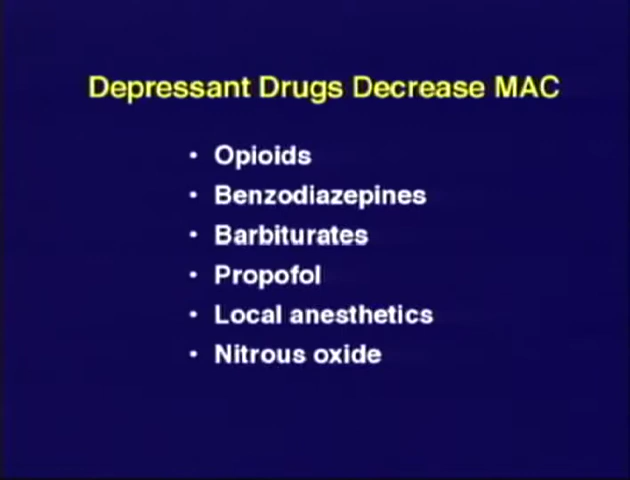 Depressant Drugs Decrease MAC
• Opioids
• Benzodiazepines
• Barbiturates
• Propofol
• Local anesthetics
• Nitrous oxide